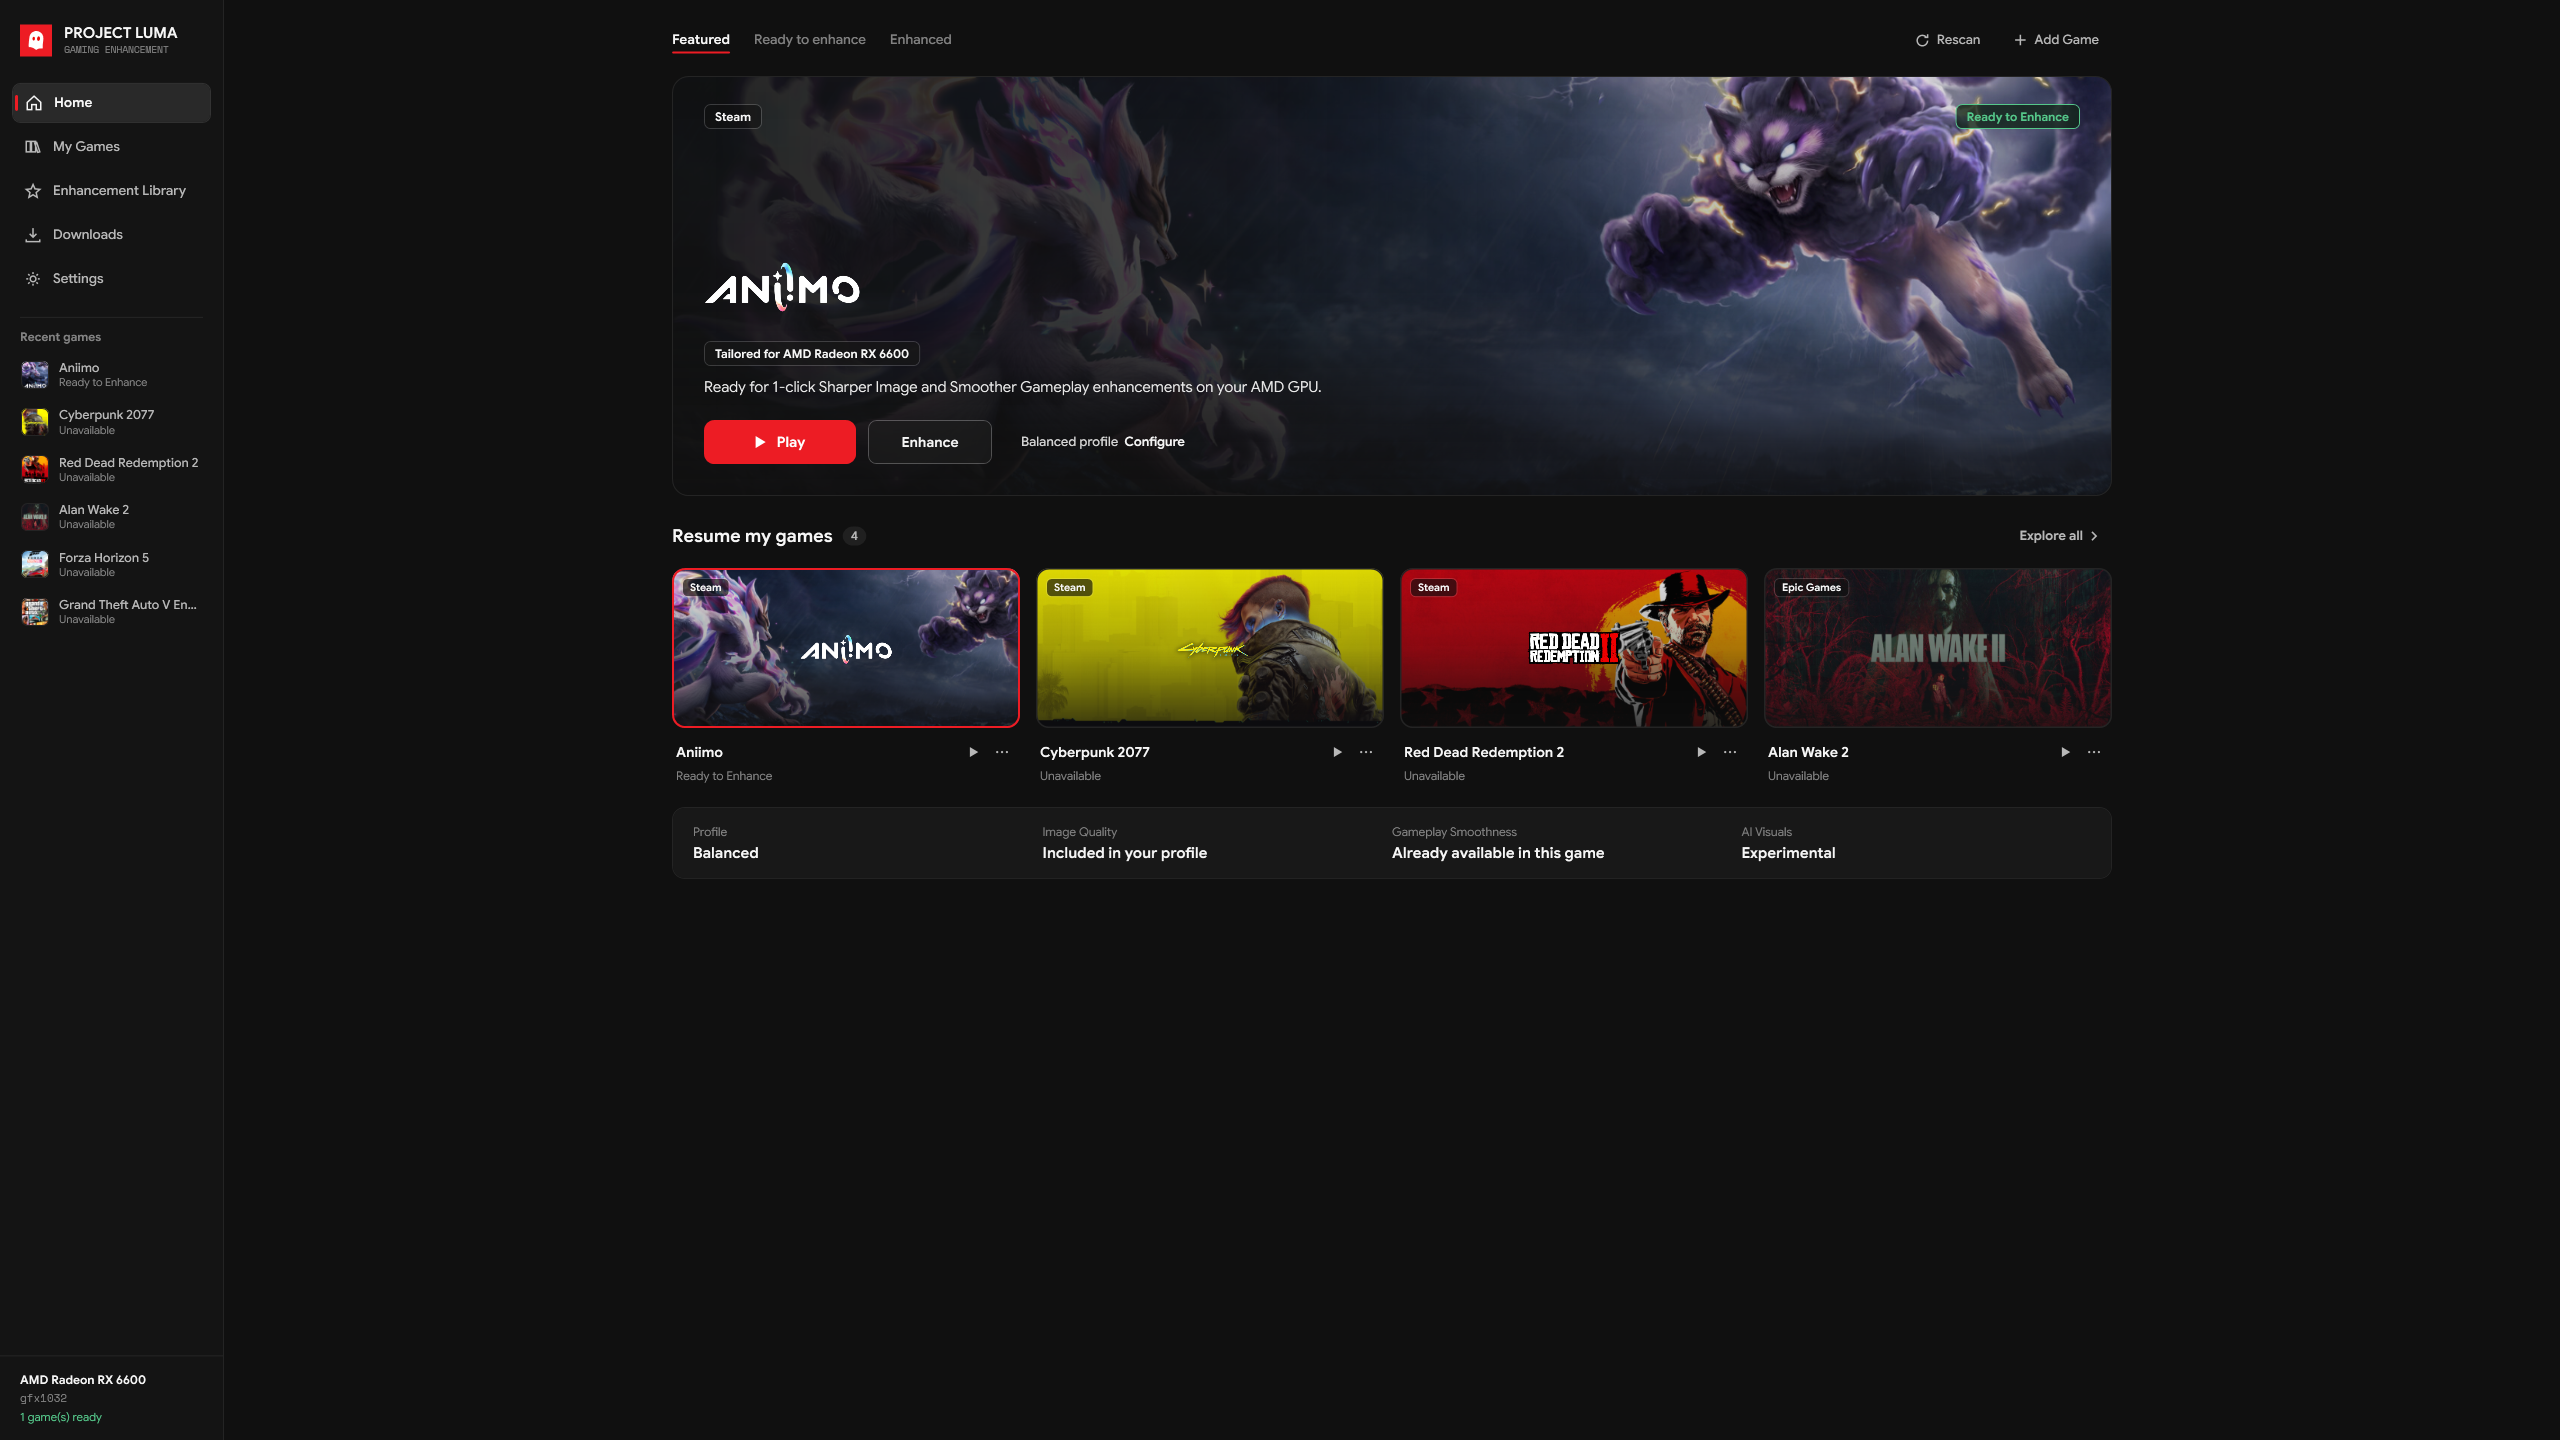 PROJECT LUMA
GAMING ENHANCEMENT
Home
My Games
Enhancement Library
Downloads
Settings
Recent games
Aniimo
Ready to Enhance
Cyberpunk 2077
Unavailable
Red Dead Redemption 2
Unavailable
Alan Wake 2
Unavailable
Forza Horizon 5
Unavailable
Grand Theft Auto V En...
Unavailable
AMD Radeon RX 6600
gfx1032
1 game(s) ready
Featured
Ready to enhance
Enhanced
Rescan
Add Game
Steam
Ready to Enhance
ANIIMO
Tailored for AMD Radeon RX 6600
Ready for 1-click Sharper Image and Smoother Gameplay enhancements on your AMD GPU.
Play
Enhance
Balanced profile Configure
Resume my games 4
Explore all
Steam
ANIIMO
Aniimo
Ready to Enhance
Steam
Cyberpunk
Cyberpunk 2077
Unavailable
Steam
RED DEAD
REDEMPTION II
Red Dead Redemption 2
Unavailable
Epic Games
ALAN WAKE II
Alan Wake 2
Unavailable
Profile
Balanced
Image Quality
Included in your profile
Gameplay Smoothness
Already available in this game
AI Visuals
Experimental